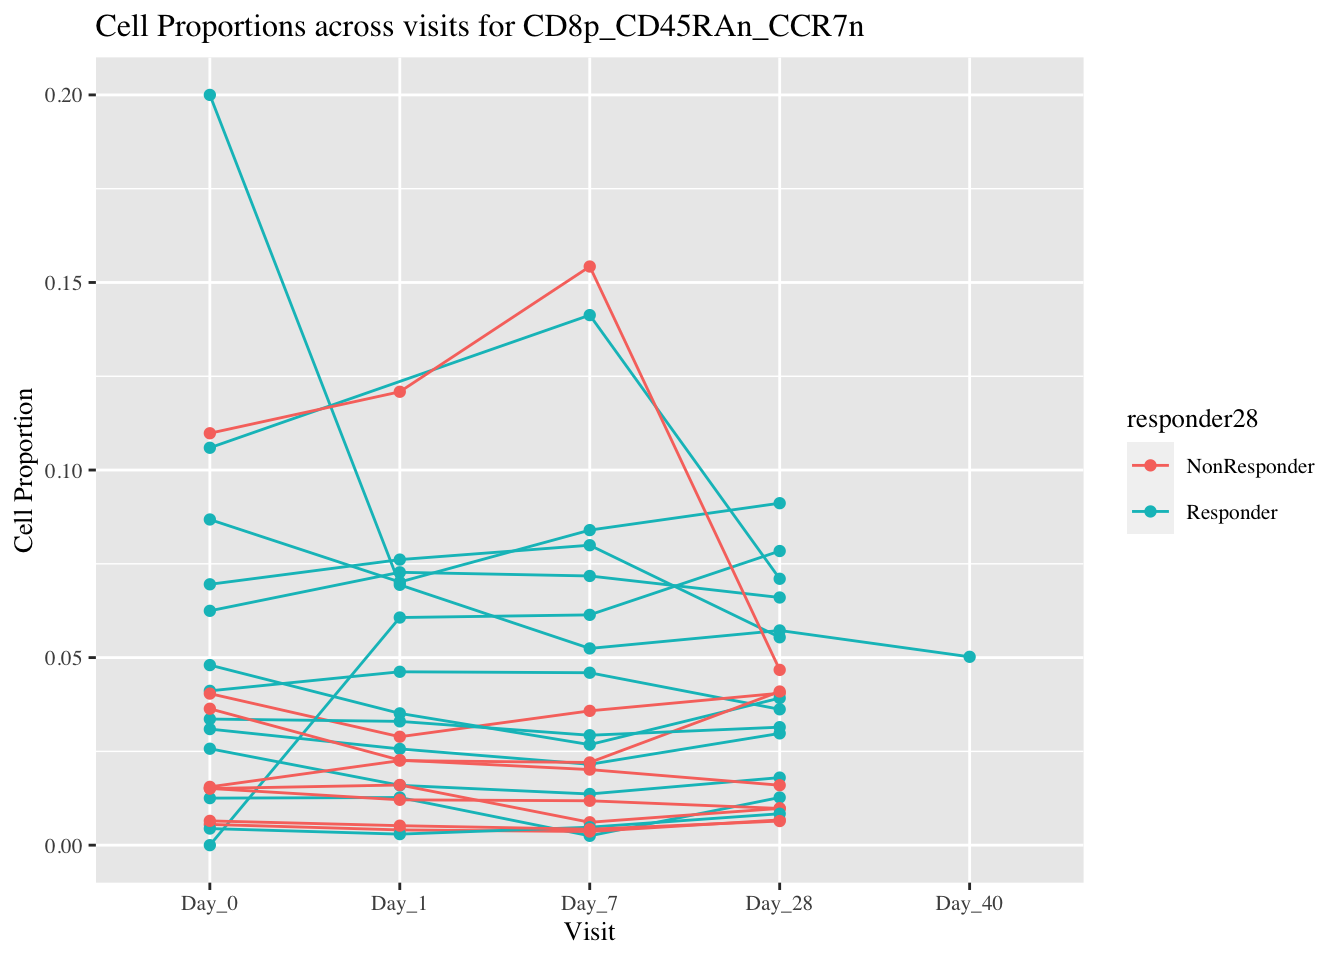 Cell Proportions across visits for CD8p_CD45RAn_CCR7n
0.20
0.15
0.10
0.05
0.00
Cell Proportion
Day_0 Day_1 Day_7 Day_28 Day_40
Visit
responder28
NonResponder
Responder